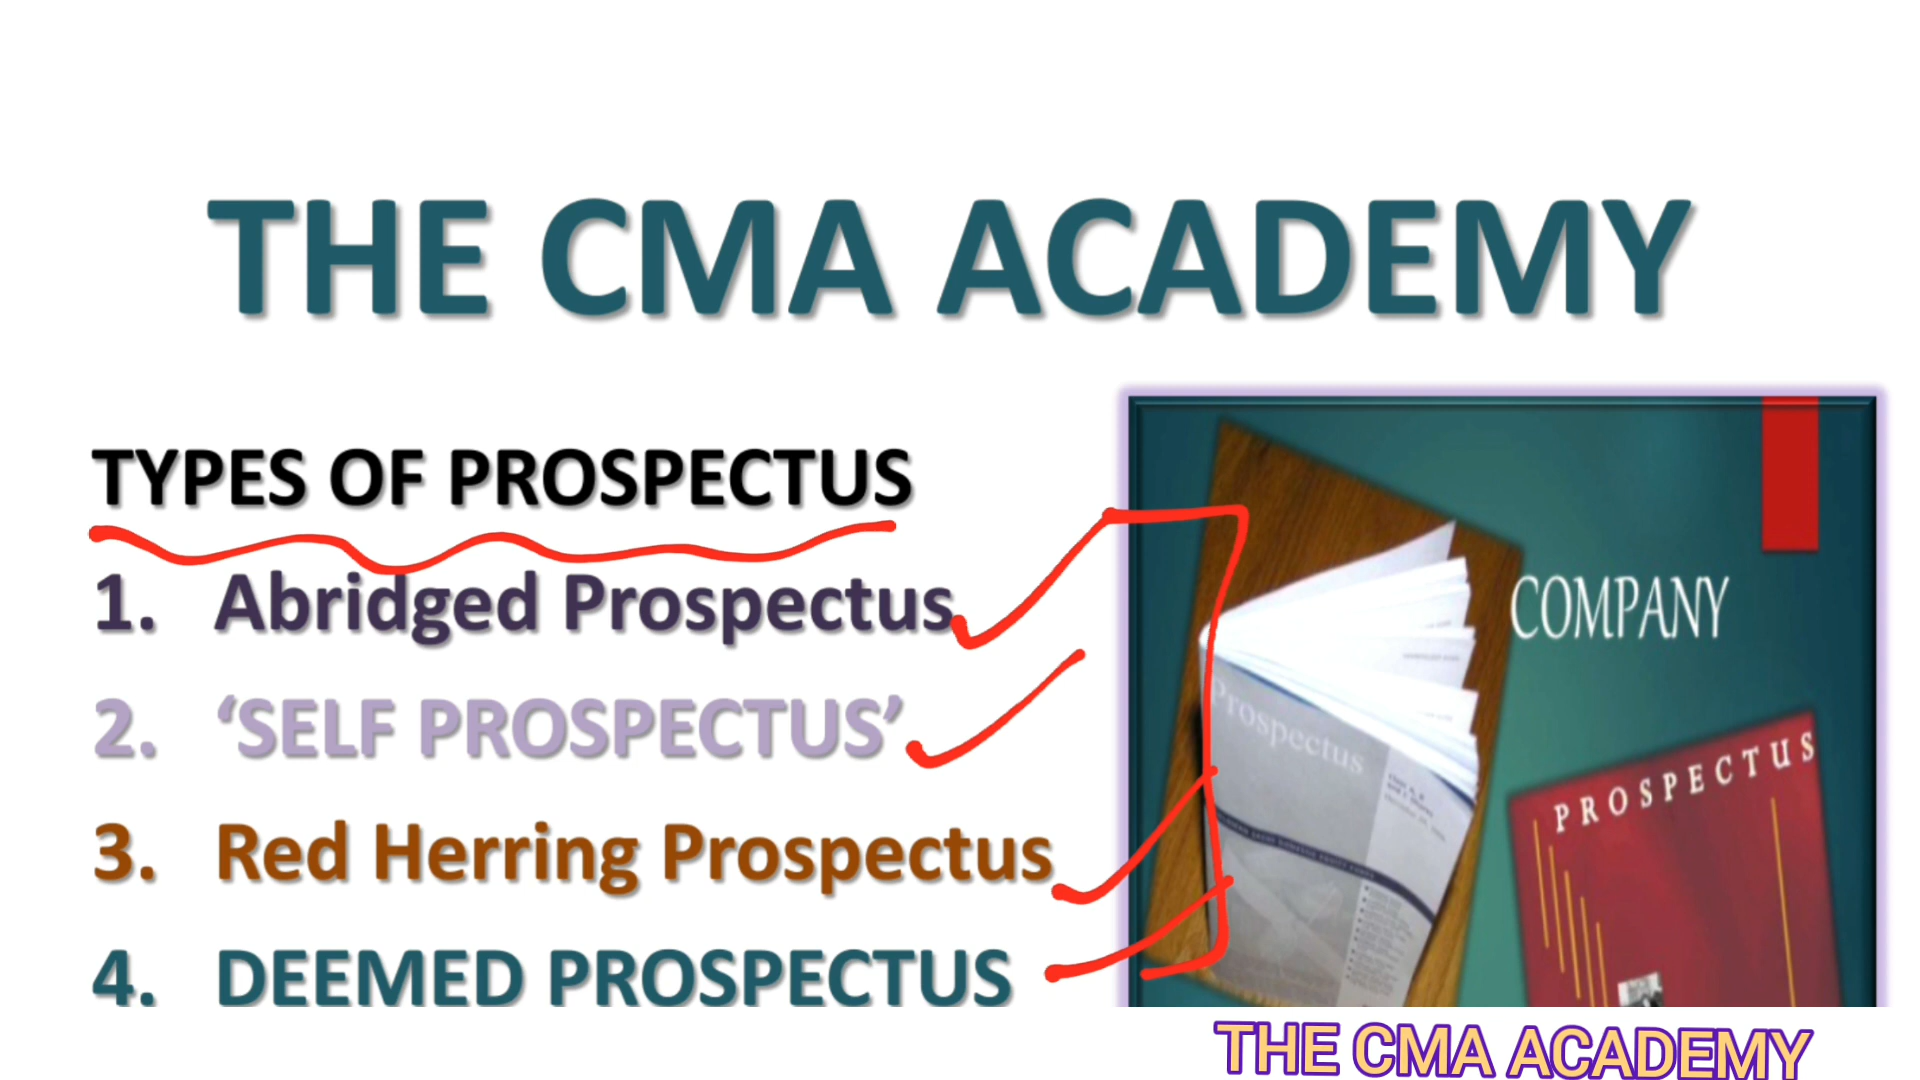 THE CMA ACADEMY
TYPES OF PROSPECTUS
1. Abridged Prospectus
2. ‘SELF PROSPECTUS’
3. Red Herring Prospectus
4. DEEMED PROSPECTUS
COMPANY
Prospectus
PROSPECTUS
THE CMA ACADEMY